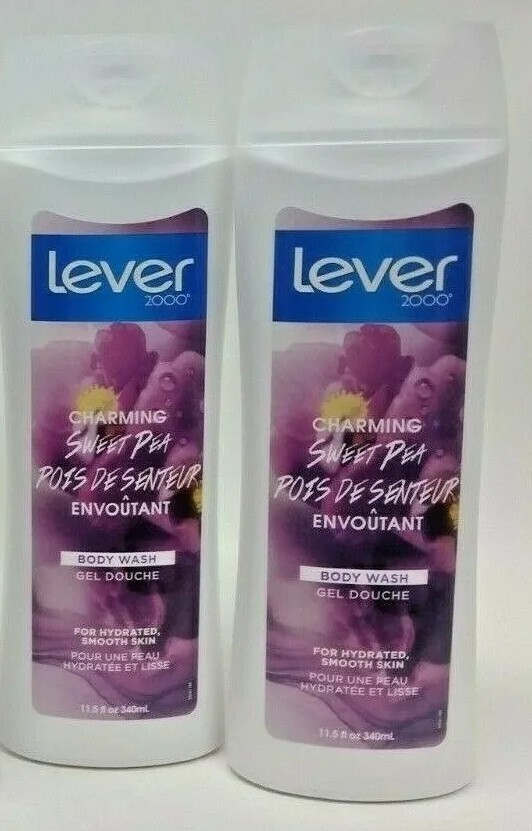 Lever
2000®
CHARMING
SWEET PEA
POIS DE SENTEUR
ENVOÛTANT
BODY WASH
GEL DOUCHE
FOR HYDRATED,
SMOOTH SKIN
POUR UNE PEAU
HYDRATÉE ET LISSE
11.5 fl oz 340mL
Lever
2000®
CHARMING
SWEET PEA
POIS DE SENTEUR
ENVOÛTANT
BODY WASH
GEL DOUCHE
FOR HYDRATED,
SMOOTH SKIN
POUR UNE PEAU
HYDRATÉE ET LISSE
11.5 fl oz 340mL